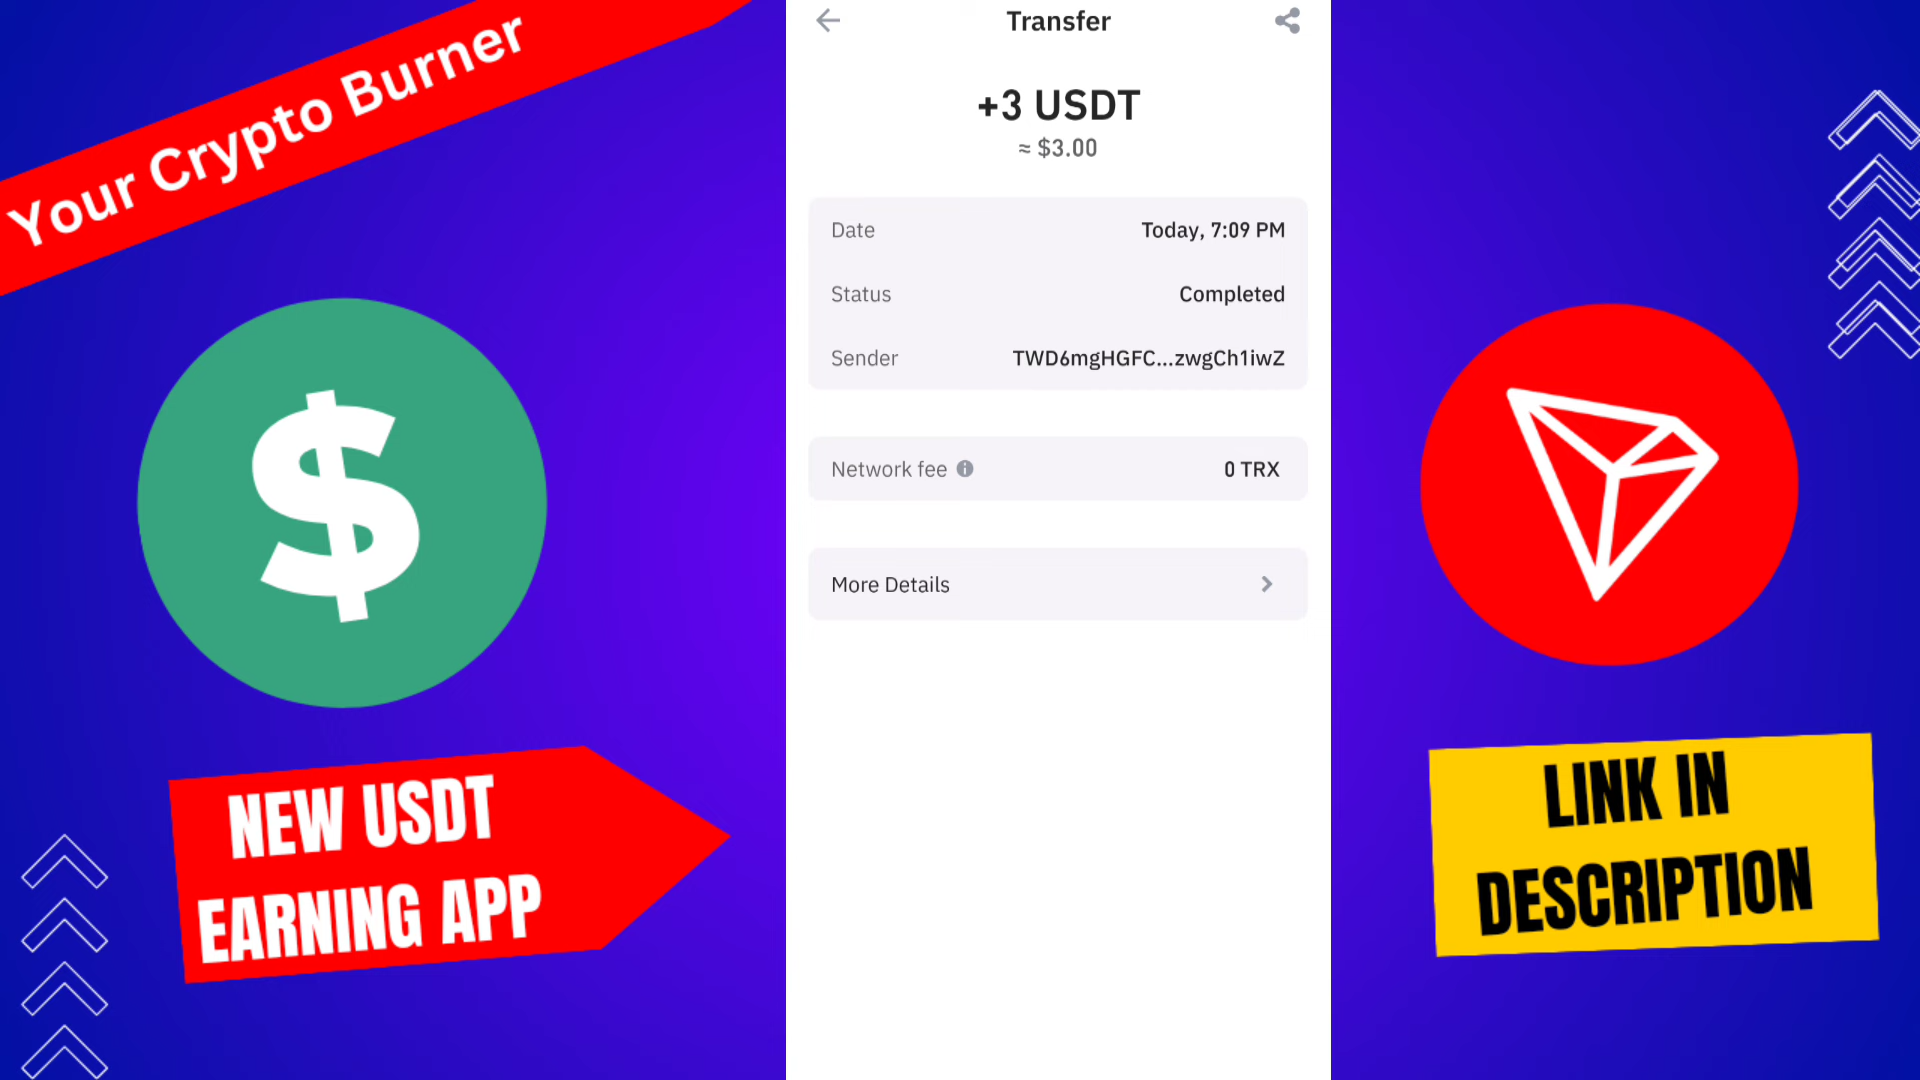 Your Crypto Burner
Transfer
+3 USDT
≈ $3.00
Date Today, 7:09 PM
Status Completed
Sender TWD6mgHGFC...zwgCh1iwZ
Network fee 0 TRX
More Details
$
NEW USDT
EARNING APP
LINK IN
DESCRIPTION